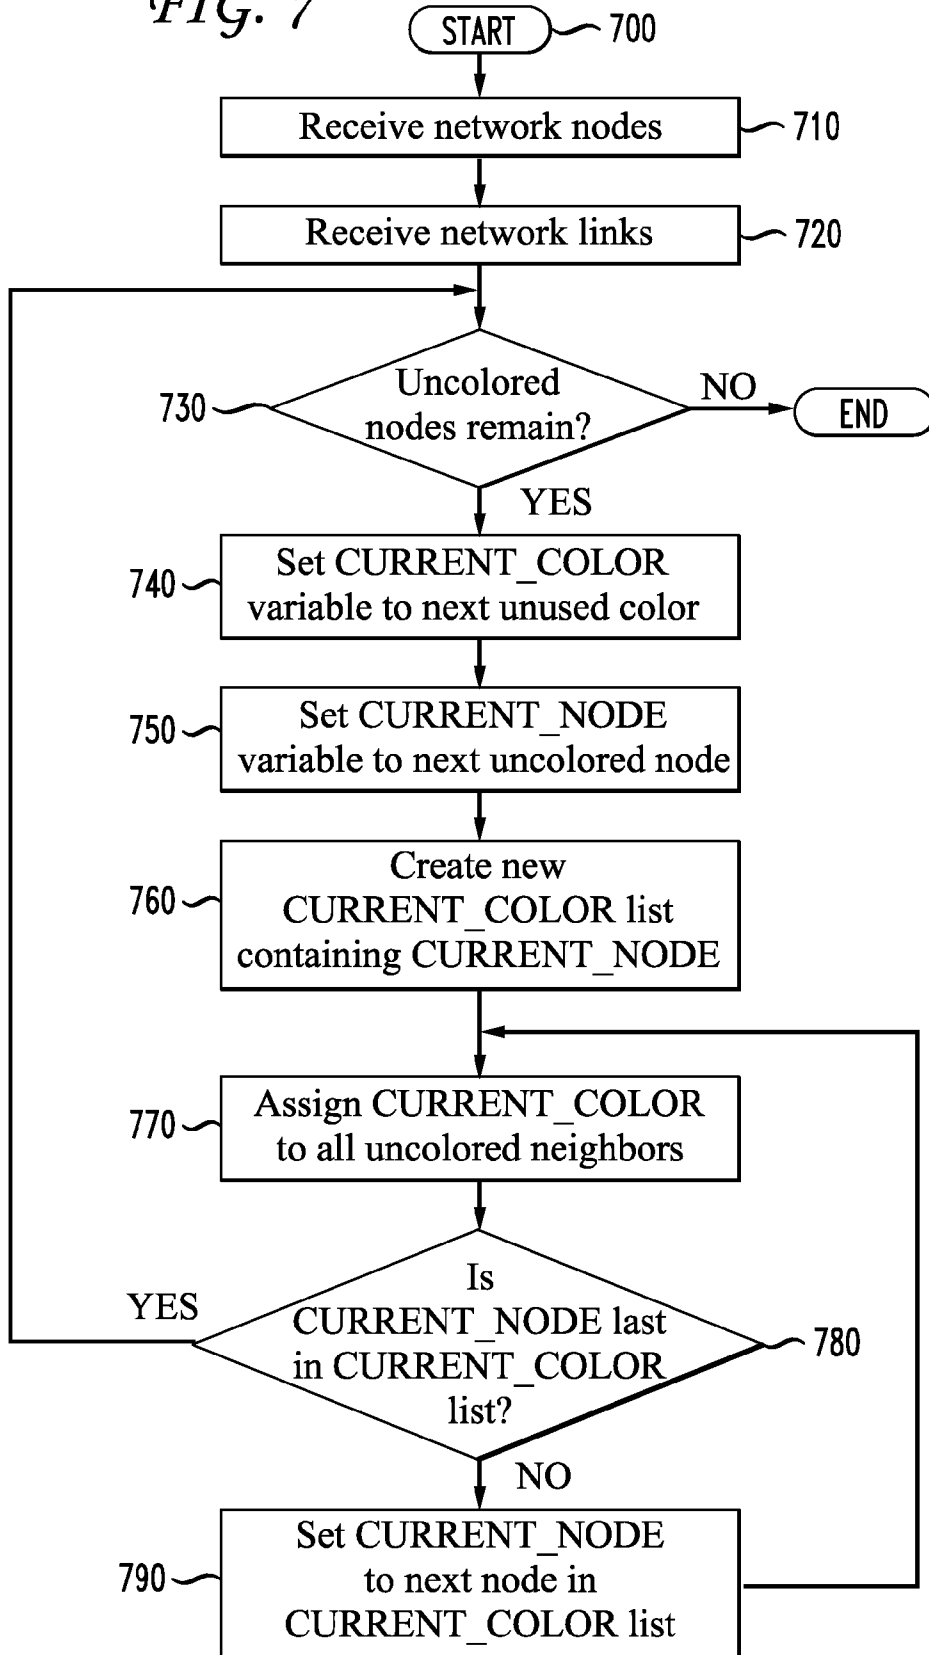 FIG. 7
START 700
Receive network nodes 710
Receive network links 720
730 Uncolored
nodes remain?
NO
END
YES
740 Set CURRENT_COLOR
variable to next unused color
750 Set CURRENT_NODE
variable to next uncolored node
760 Create new
CURRENT_COLOR list
containing CURRENT_NODE
770 Assign CURRENT_COLOR
to all uncolored neighbors
YES
Is
CURRENT_NODE last
in CURRENT_COLOR
list?
780
NO
790 Set CURRENT_NODE
to next node in
CURRENT_COLOR list